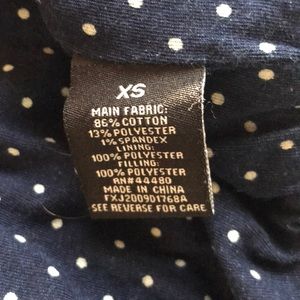 XS
MAIN FABRIC:
86% COTTON
13% POLYESTER
1% SPANDEX
LINING:
100% POLYESTER
FILLING:
100% POLYESTER
RN#44480
MADE IN CHINA
FXJ2009D1768A
SEE REVERSE FOR CARE